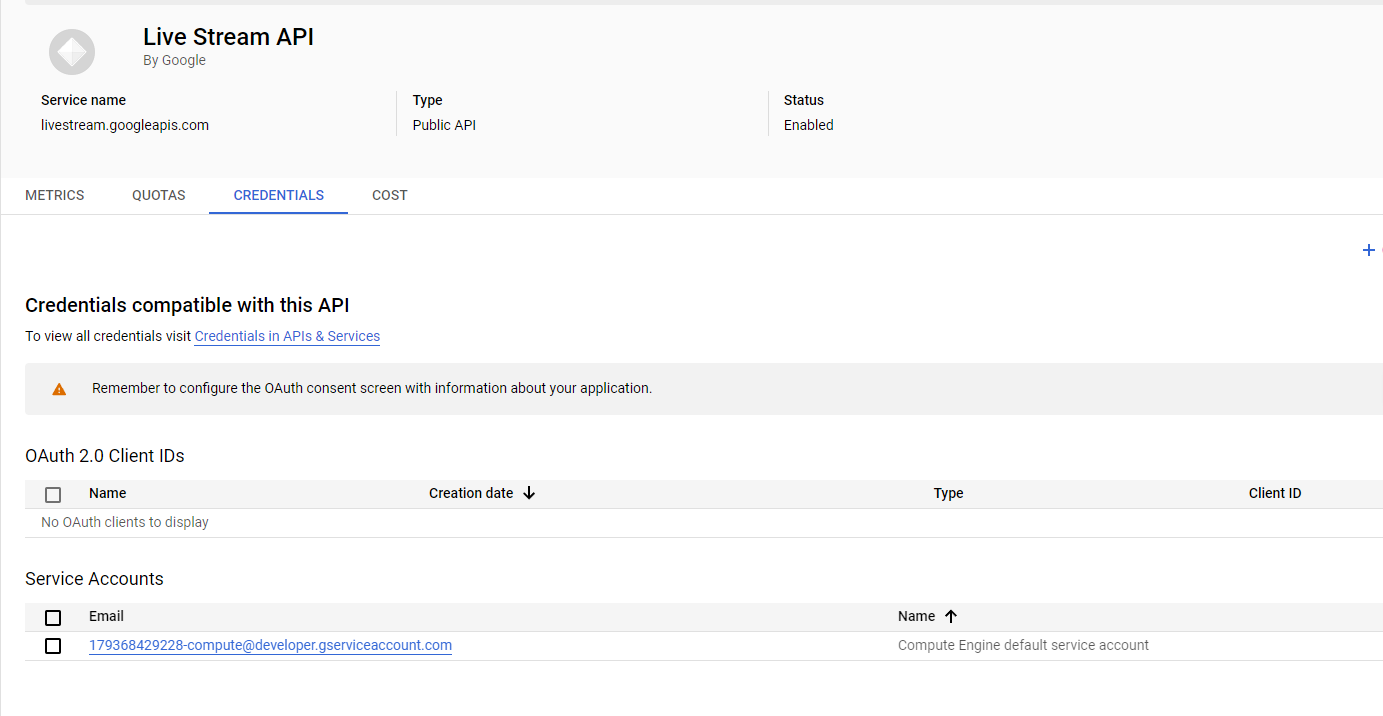 Live Stream API
By Google
Service name
Type
Status
livestream.googleapis.com
Public API
Enabled
METRICS
QUOTAS
CREDENTIALS
COST
Credentials compatible with this API
To view all credentials visit Credentials in APIs & Services
Remember to configure the OAuth consent screen with information about your application.
OAuth 2.0 Client IDs
Name
Creation date
Type
Client ID
No OAuth clients to display
Service Accounts
Email
Name
179368429228-compute@developer.gserviceaccount.com
Compute Engine default service account